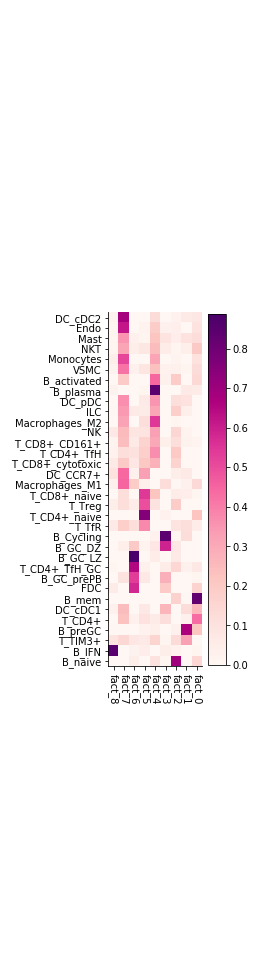 DC_cDC2
Endo
Mast
NKT
Monocytes
VSMC
B_activated
B_plasma
DC_pDC
ILC
Macrophages_M2
NK
T_CD8+_CD161+
T_CD4+_TfH
T_CD8+_cytotoxic
DC_CCR7+
Macrophages_M1
T_CD8+_naive
T_Treg
T_CD4+_naive
T_TfR
B_Cycling
B_GC_DZ
B_GC_LZ
T_CD4+_TfH_GC
B_GC_prePB
FDC
B_mem
DC_cDC1
T_CD4+
B_preGC
T_TIM3+
B_IFN
B_naive
fact_8
fact_7
fact_6
fact_5
fact_4
fact_3
fact_2
fact_1
fact_0
0.8
0.7
0.6
0.5
0.4
0.3
0.2
0.1
0.0